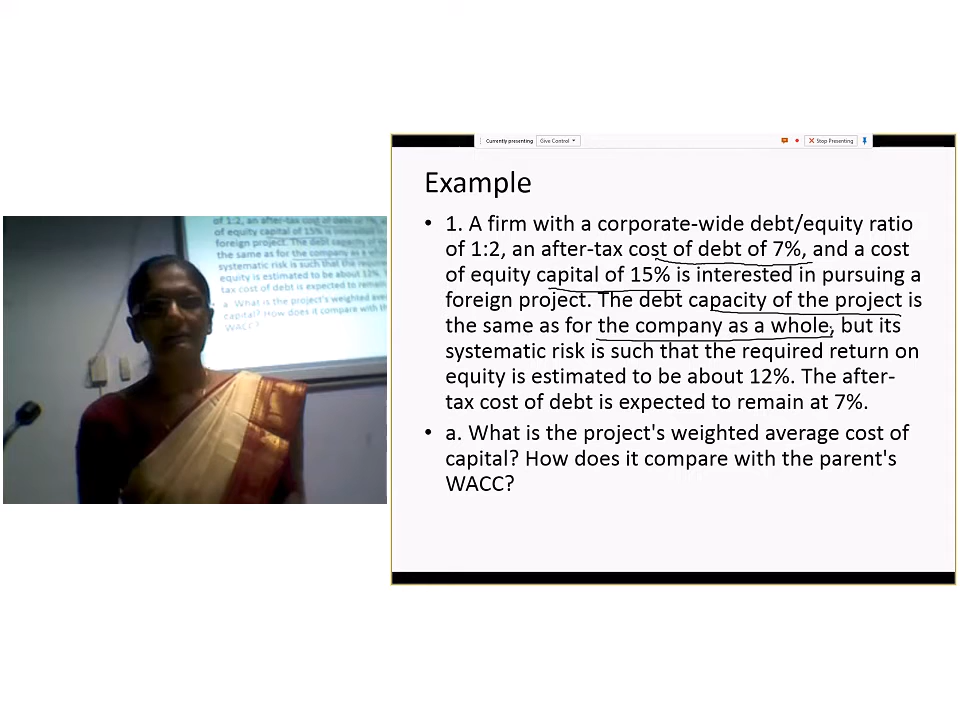 Currently presenting Give Control Stop Presenting
Example
• 1. A firm with a corporate-wide debt/equity ratio
of 1:2, an after-tax cost of debt of 7%, and a cost
of equity capital of 15% is interested in pursuing a
foreign project. The debt capacity of the project is
the same as for the company as a whole, but its
systematic risk is such that the required return on
equity is estimated to be about 12%. The after-
tax cost of debt is expected to remain at 7%.
• a. What is the project's weighted average cost of
capital? How does it compare with the parent's
WACC?
of 1:2, an after-tax cost of debt of 7%,
of equity capital of 15% is interested
foreign project. The debt capacity of
the same as for the company as a
systematic risk is such that the require
equity is estimated to be about 12%.
tax cost of debt is expected to remain
a. What is the project's weighted aver
capital? How does it compare with th
WACC?